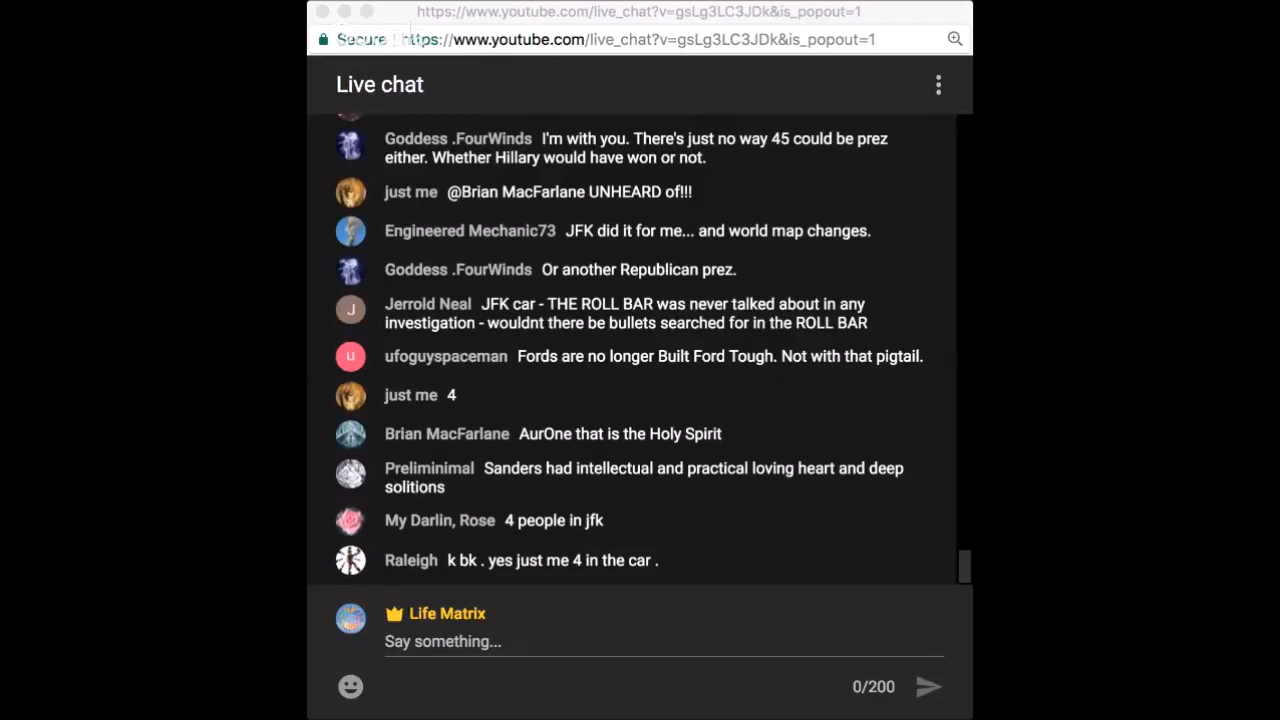 https://www.youtube.com/live_chat?v=gsLg3LC3JDk&is_popout=1
Secure https://www.youtube.com/live_chat?v=gsLg3LC3JDk&is_popout=1
Live chat
Goddess .FourWinds I'm with you. There's just no way 45 could be prez
either. Whether Hillary would have won or not.
just me @Brian MacFarlane UNHEARD of!!!
Engineered Mechanic73 JFK did it for me... and world map changes.
Goddess .FourWinds Or another Republican prez.
J Jerrold Neal JFK car - THE ROLL BAR was never talked about in any
investigation - wouldnt there be bullets searched for in the ROLL BAR
u ufoguyspaceman Fords are no longer Built Ford Tough. Not with that pigtail.
just me 4
Brian MacFarlane AurOne that is the Holy Spirit
Preliminimal Sanders had intellectual and practical loving heart and deep
solitions
My Darlin, Rose 4 people in jfk
Raleigh k bk . yes just me 4 in the car .
Life Matrix
Say something...
0/200